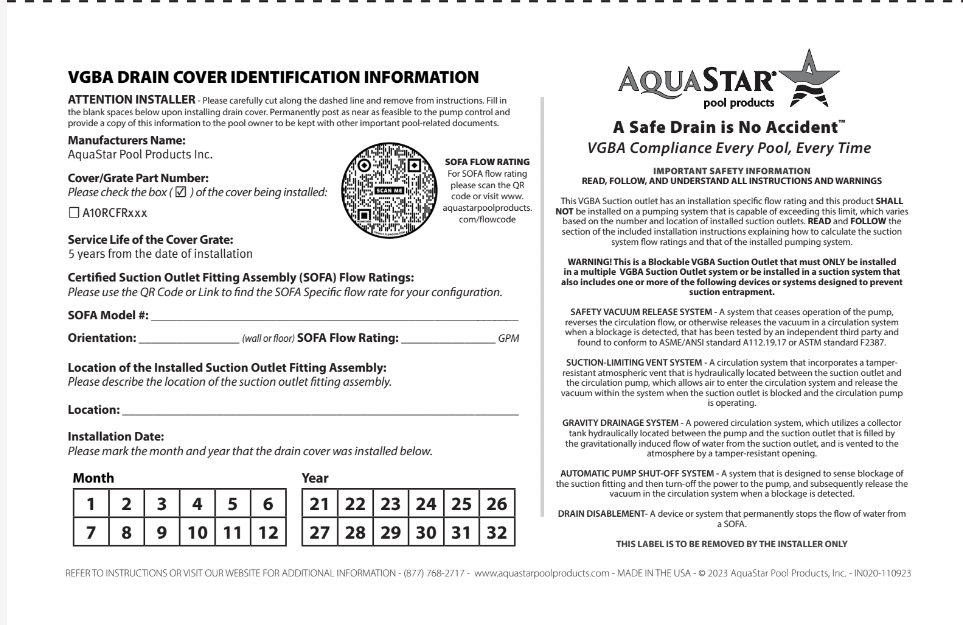 VGBA DRAIN COVER IDENTIFICATION INFORMATION
ATTENTION INSTALLER - Please carefully cut along the dashed line and remove from instructions. Fill in
the blank spaces below upon installing drain cover. Permanently post as near as feasible to the pump control and
provide a copy of this information to the pool owner to be kept with other important pool-related documents.
Manufacturers Name:
AquaStar Pool Products Inc.
Cover/Grate Part Number:
Please check the box ( ☑ ) of the cover being installed:
☐ A10RCFRxxx
SCAN ME
SOFA FLOW RATING
For SOFA flow rating
please scan the QR
code or visit www.
aquastarpoolproducts.
com/flowcode
Service Life of the Cover Grate:
5 years from the date of installation
Certified Suction Outlet Fitting Assembly (SOFA) Flow Ratings:
Please use the QR Code or Link to find the SOFA Specific flow rate for your configuration.
SOFA Model #: ____________________
Orientation: ____________________ (wall or floor) SOFA Flow Rating: ____________________ GPM
Location of the Installed Suction Outlet Fitting Assembly:
Please describe the location of the suction outlet fitting assembly.
Location: ____________________
Installation Date:
Please mark the month and year that the drain cover was installed below.
Month
1 2 3 4 5 6
7 8 9 10 11 12
Year
21 22 23 24 25 26
27 28 29 30 31 32
AQUASTAR®
pool products
A Safe Drain is No Accident™
VGBA Compliance Every Pool, Every Time
IMPORTANT SAFETY INFORMATION
READ, FOLLOW, AND UNDERSTAND ALL INSTRUCTIONS AND WARNINGS
This VGBA Suction outlet has an installation specific flow rating and this product SHALL
NOT be installed on a pumping system that is capable of exceeding this limit, which varies
based on the number and location of installed suction outlets. READ and FOLLOW the
section of the included installation instructions explaining how to calculate the suction
system flow ratings and that of the installed pumping system.
WARNING! This is a Blockable VGBA Suction Outlet that must ONLY be installed
in a multiple VGBA Suction Outlet system or be installed in a suction system that
also includes one or more of the following devices or systems designed to prevent
suction entrapment.
SAFETY VACUUM RELEASE SYSTEM - A system that ceases operation of the pump,
reverses the circulation flow, or otherwise releases the vacuum in a circulation system
when a blockage is detected, that has been tested by an independent third party and
found to conform to ASME/ANSI standard A112.19.17 or ASTM standard F2387.
SUCTION-LIMITING VENT SYSTEM - A circulation system that incorporates a tamper-
resistant atmospheric vent that is hydraulically located between the suction outlet and
the circulation pump, which allows air to enter the circulation system and release the
vacuum within the system when the suction outlet is blocked and the circulation pump
is operating.
GRAVITY DRAINAGE SYSTEM - A powered circulation system, which utilizes a collector
tank hydraulically located between the pump and the suction outlet that is filled by
the gravitationally induced flow of water from the suction outlet, and is vented to the
atmosphere by a tamper-resistant opening.
AUTOMATIC PUMP SHUT-OFF SYSTEM - A system that is designed to sense blockage of
the suction fitting and then turn-off the power to the pump, and subsequently release the
vacuum in the circulation system when a blockage is detected.
DRAIN DISABLEMENT- A device or system that permanently stops the flow of water from
a SOFA.
THIS LABEL IS TO BE REMOVED BY THE INSTALLER ONLY
REFER TO INSTRUCTIONS OR VISIT OUR WEBSITE FOR ADDITIONAL INFORMATION - (877) 768-2717 - www.aquastarpoolproducts.com - MADE IN THE USA - © 2023 AquaStar Pool Products, Inc. - IN020-110923